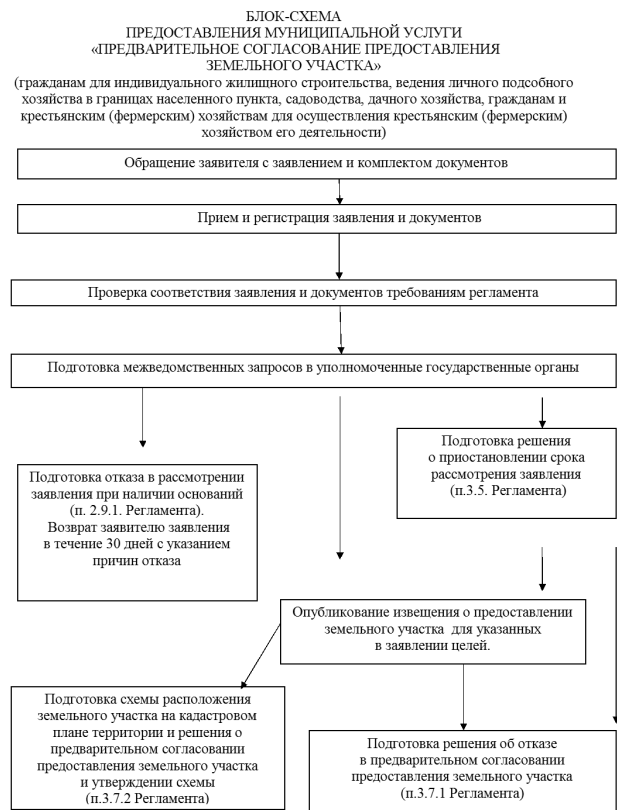 БЛОК-СХЕМА
ПРЕДОСТАВЛЕНИЯ МУНИЦИПАЛЬНОЙ УСЛУГИ
«ПРЕДВАРИТЕЛЬНОЕ СОГЛАСОВАНИЕ ПРЕДОСТАВЛЕНИЯ
ЗЕМЕЛЬНОГО УЧАСТКА»
(гражданам для индивидуального жилищного строительства, ведения личного подсобного
хозяйства в границах населенного пункта, садоводства, дачного хозяйства, гражданам и
крестьянским (фермерским) хозяйствам для осуществления крестьянским (фермерским)
хозяйством его деятельности)
Обращение заявителя с заявлением и комплектом документов
Прием и регистрация заявления и документов
Проверка соответствия заявления и документов требованиям регламента
Подготовка межведомственных запросов в уполномоченные государственные органы
Подготовка решения
о приостановлении срока
рассмотрения заявления
(п.3.5. Регламента)
Подготовка отказа в рассмотрении
заявления при наличии оснований
(п. 2.9.1. Регламента).
Возврат заявителю заявления
в течение 30 дней с указанием
причин отказа
Опубликование извещения о предоставлении
земельного участка для указанных
в заявлении целей.
Подготовка схемы расположения
земельного участка на кадастровом
плане территории и решения о
предварительном согласовании
предоставления земельного участка
и утверждении схемы
(п.3.7.2 Регламента)
Подготовка решения об отказе
в предварительном согласовании
предоставления земельного участка
(п.3.7.1 Регламента)